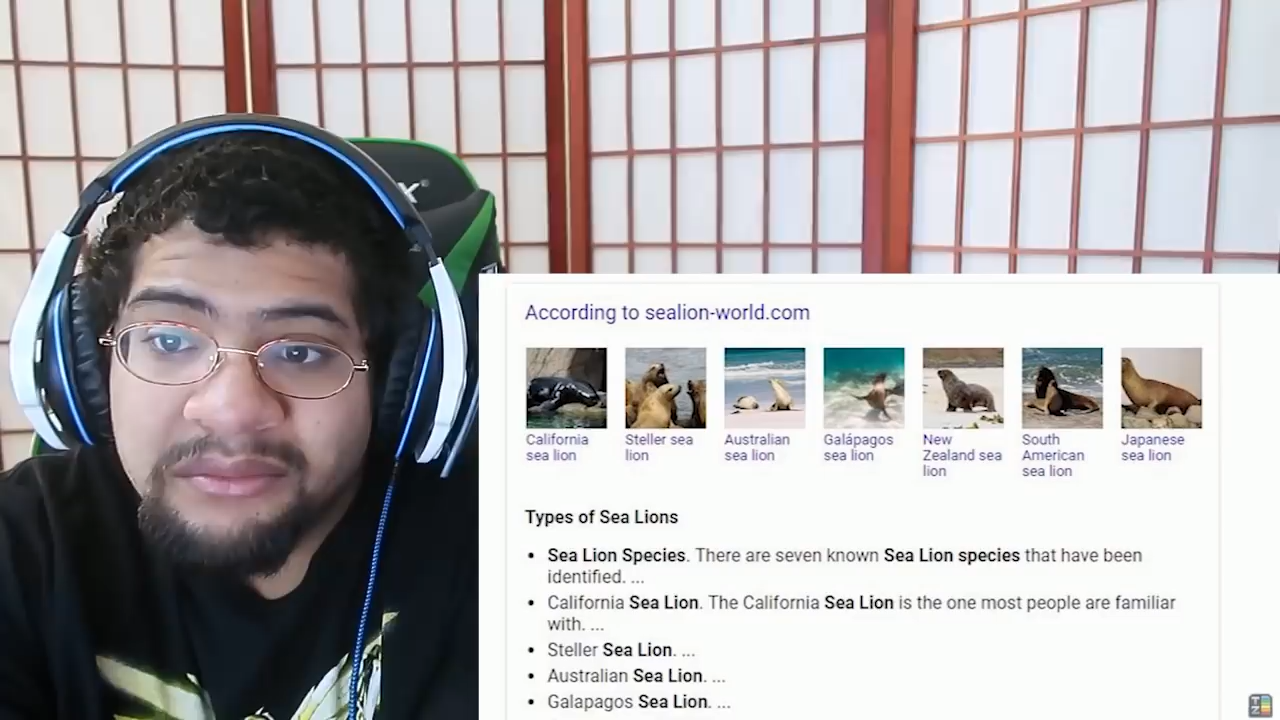 X®
According to sealion-world.com
California
sea lion
Steller sea
lion
Australian
sea lion
Galápagos
sea lion
New
Zealand sea
lion
South
American
sea lion
Japanese
sea lion
Types of Sea Lions
• Sea Lion Species. There are seven known Sea Lion species that have been
identified. ...
• California Sea Lion. The California Sea Lion is the one most people are familiar
with. ...
• Steller Sea Lion. ...
• Australian Sea Lion. ...
• Galapagos Sea Lion. ...
TZ